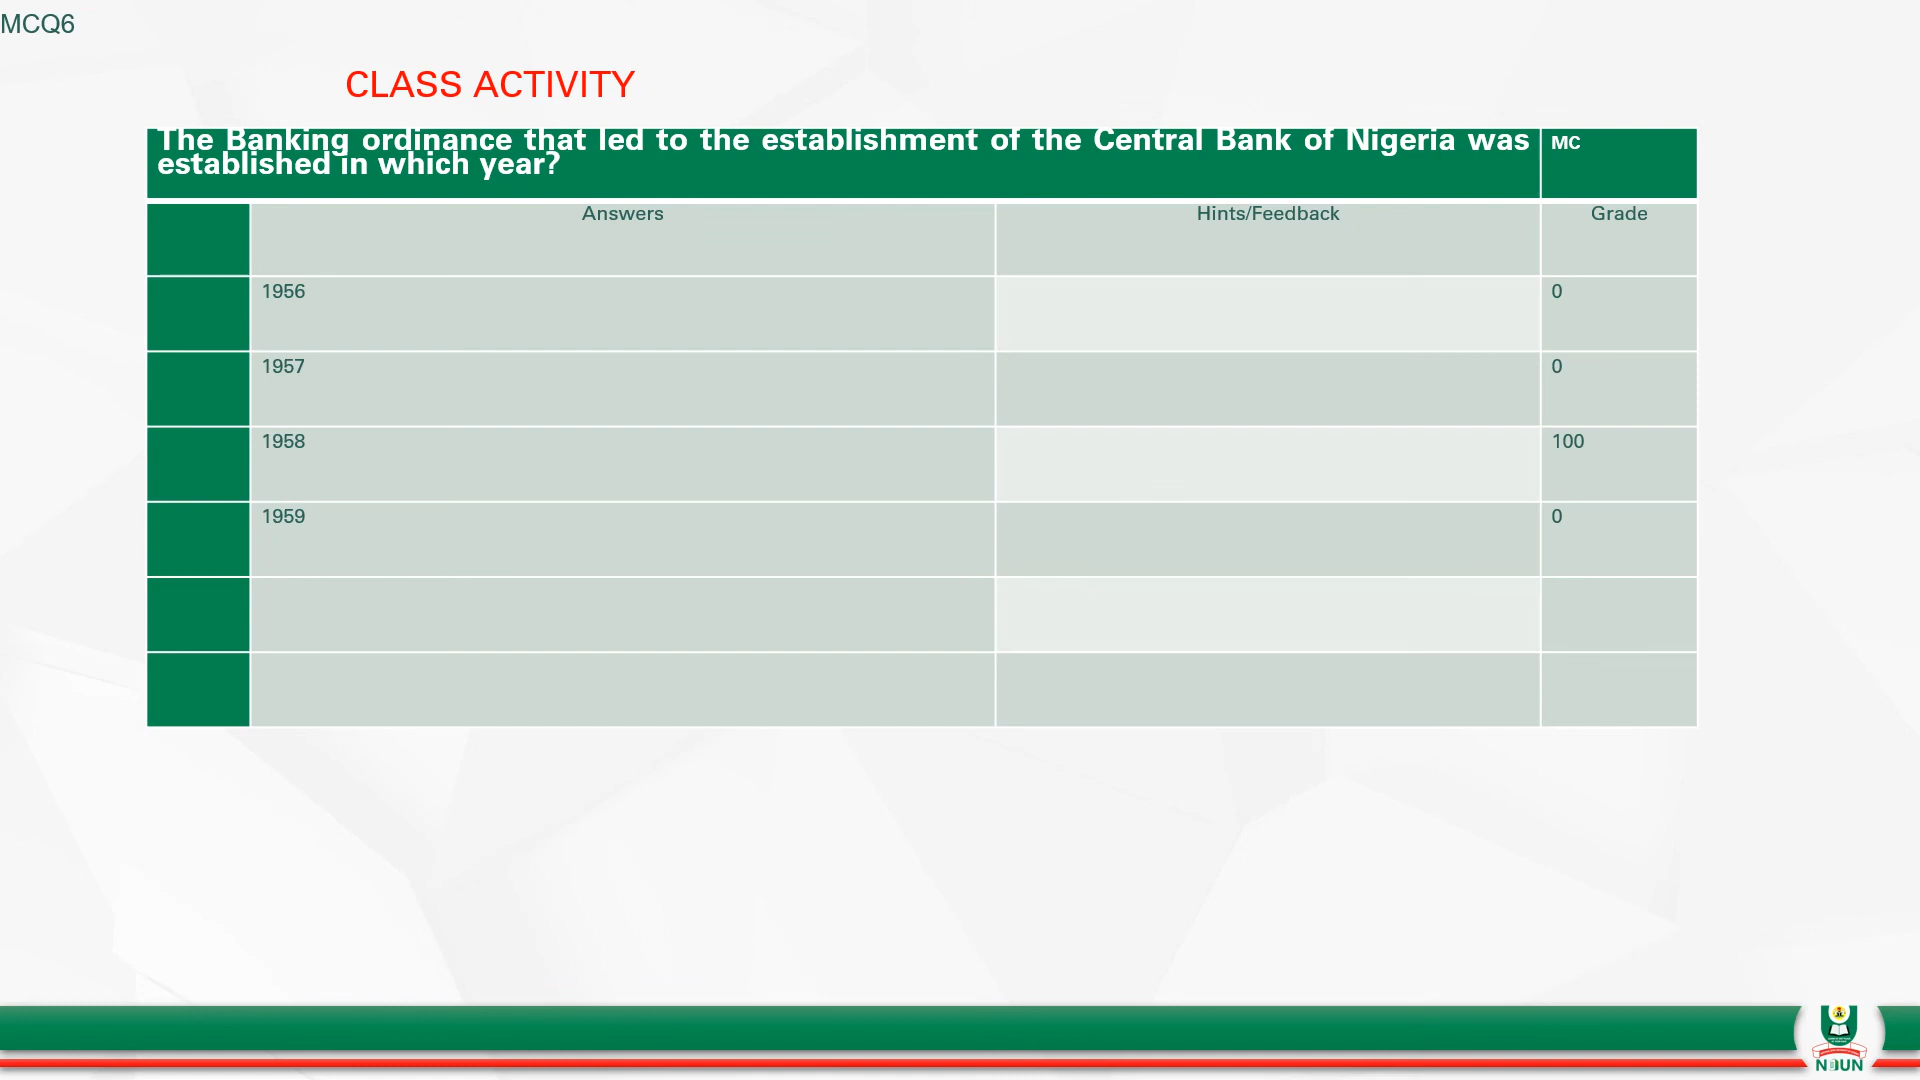 MCQ6
CLASS ACTIVITY
The Banking ordinance that led to the establishment of the Central Bank of Nigeria was MC
established in which year?
Answers Hints/Feedback Grade
1956 0
1957 0
1958 100
1959 0
NOUN